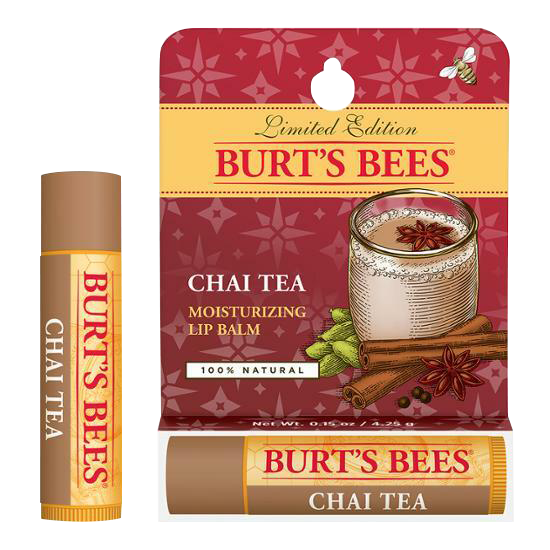 BURT'S BEES®
CHAI TEA
Limited Edition
BURT'S BEES®
CHAI TEA
MOISTURIZING
LIP BALM
100% NATURAL
Net Wt. 0.15 oz / 4.25 g
BURT'S BEES®
CHAI TEA